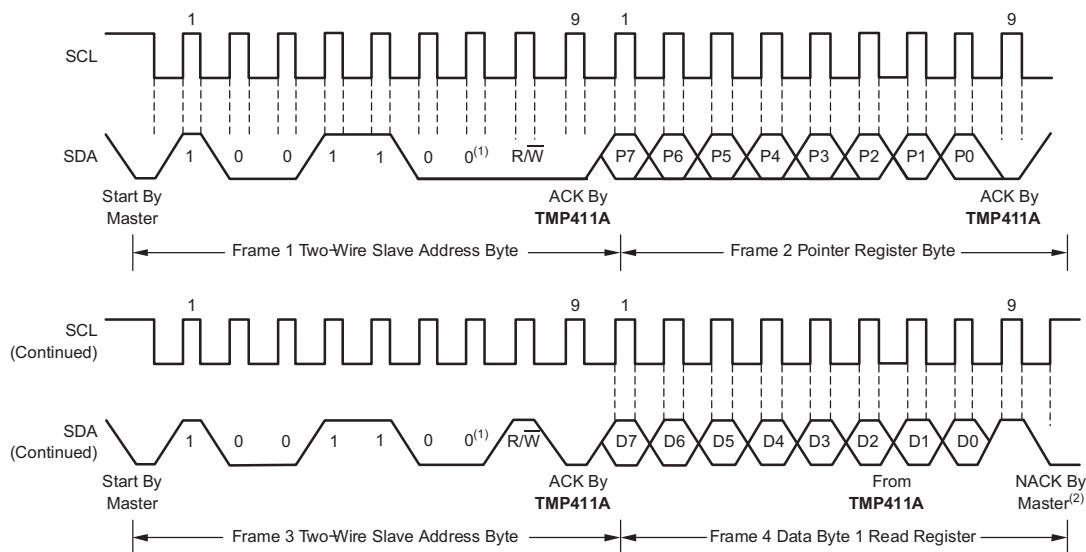 1 9 1 9
SCL
SDA 1 0 0 1 1 0 0(1) R/W̅ P7 P6 P5 P4 P3 P2 P1 P0
Start By ACK By ACK By
Master TMP411A TMP411A
Frame 1 Two-Wire Slave Address Byte Frame 2 Pointer Register Byte
1 9 1 9
SCL
(Continued)
SDA
(Continued) 1 0 0 1 1 0 0(1) R/W̅ D7 D6 D5 D4 D3 D2 D1 D0
Start By ACK By From NACK By
Master TMP411A TMP411A Master(2)
Frame 3 Two-Wire Slave Address Byte Frame 4 Data Byte 1 Read Register